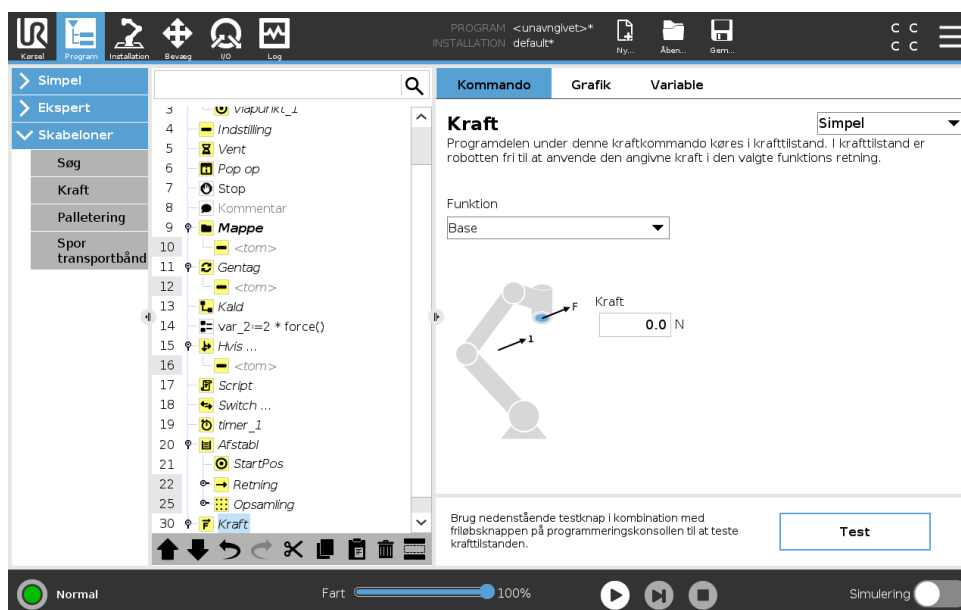 UR
Kørsel
Program
Installation
Bevæg
I/O
Log
PROGRAM <unavngivet>*
INSTALLATION default*
Ny...
Åben...
Gem...
C C
C C
Simpel
Ekspert
Skabeloner
Søg
Kraft
Palletering
Spor
transportbånd
3 Viapunkt_1
4 Indstilling
5 Vent
6 Pop op
7 Stop
8 Kommentar
9 Mappe
10 <tom>
11 Gentag
12 <tom>
13 Kald
14 var_2:=2 * force()
15 Hvis ...
16 <tom>
17 Script
18 Switch ...
19 timer_1
20 Afstabl
21 StartPos
22 Retning
25 Opsamling
30 Kraft
Kommando
Grafik
Variable
Kraft
Simpel
Programdelen under denne kraftkommando køres i krafttilstand. I krafttilstand er
robotten fri til at anvende den angivne kraft i den valgte funktions retning.
Funktion
Base
F
1
Kraft
0.0 N
Brug nedenstående testknap i kombination med
friløbsknappen på programmeringskonsollen til at teste
krafttilstanden.
Test
Normal
Fart
100%
Simulering